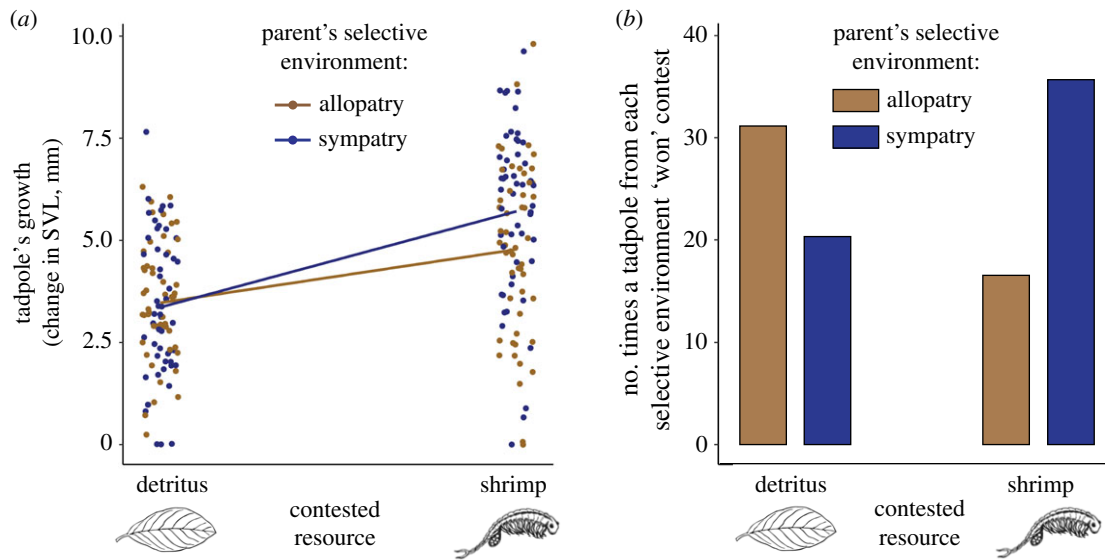 (a)
10.0
7.5
5.0
2.5
0
tadpole's growth
(change in SVL, mm)
parent's selective
environment:
allopatry
sympatry
detritus
shrimp
contested
resource
(b)
40
30
20
10
0
no. times a tadpole from each
selective environment 'won' contest
parent's selective
environment:
allopatry
sympatry
detritus
shrimp
contested
resource